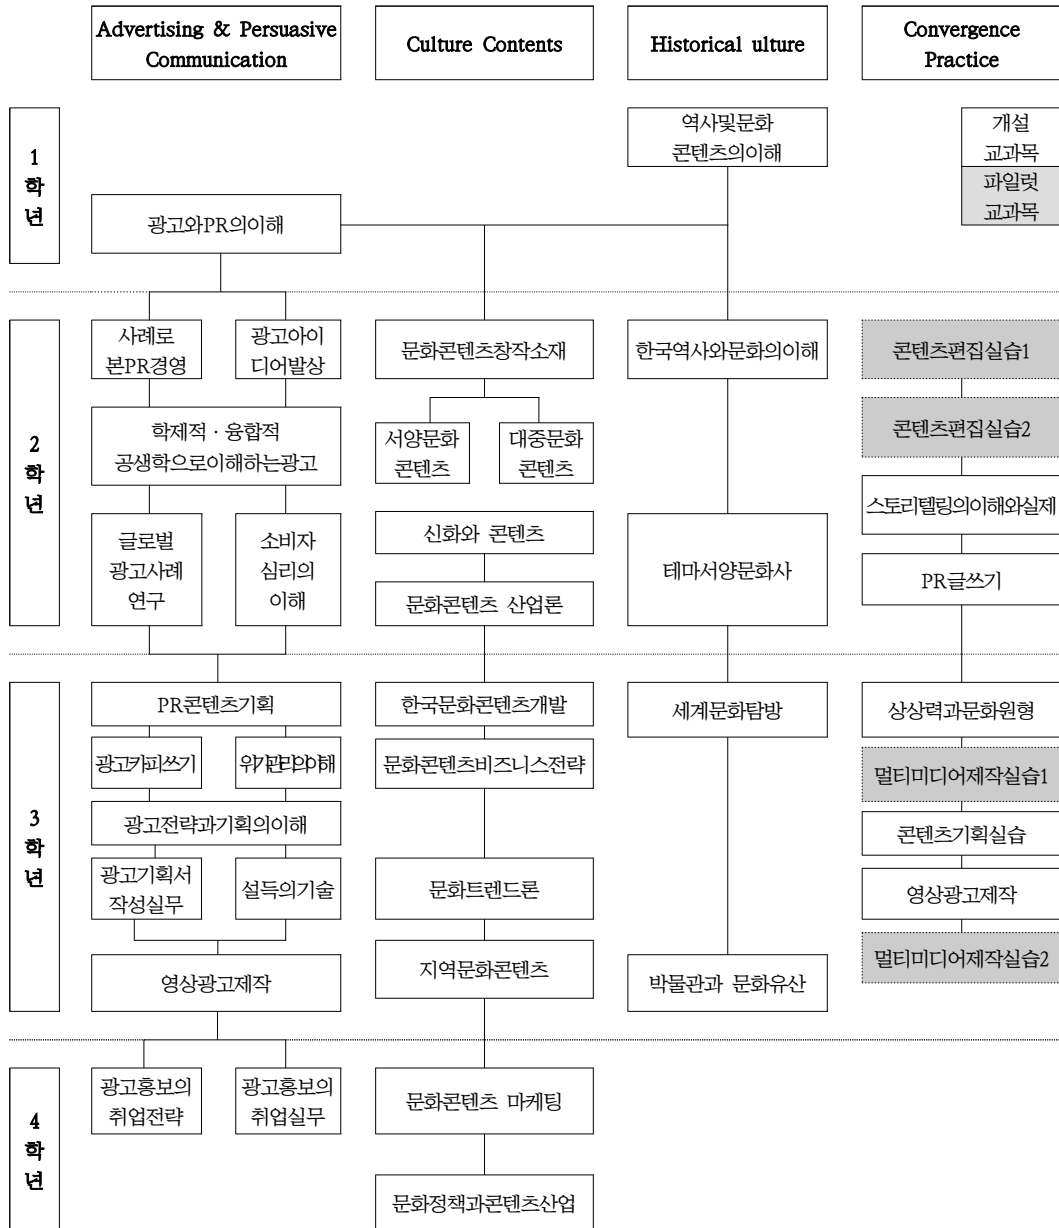 Advertising & Persuasive
Communication
Culture Contents
Historical ulture
Convergence
Practice
1
학
년
역사및문화
콘텐츠의이해
개설
교과목
파일럿
교과목
광고와PR의이해
2
학
년
사례로
본PR경영
광고아이
디어발상
문화콘텐츠창작소재
한국역사와문화의이해
콘텐츠편집실습1
학제적·융합적
공생학으로이해하는광고
서양문화
콘텐츠
대중문화
콘텐츠
콘텐츠편집실습2
스토리텔링의이해와실제
글로벌
광고사례
연구
소비자
심리의
이해
신화와 콘텐츠
문화콘텐츠 산업론
테마서양문화사
PR글쓰기
3
학
년
PR콘텐츠기획
한국문화콘텐츠개발
세계문화탐방
상상력과문화원형
광고카피쓰기
위기관리의이해
문화콘텐츠비즈니스전략
멀티미디어제작실습1
광고전략과기획의이해
콘텐츠기획실습
광고기획서
작성실무
설득의기술
문화트렌드론
영상광고제작
영상광고제작
지역문화콘텐츠
박물관과 문화유산
멀티미디어제작실습2
4
학
년
광고홍보의
취업전략
광고홍보의
취업실무
문화콘텐츠 마케팅
문화정책과콘텐츠산업